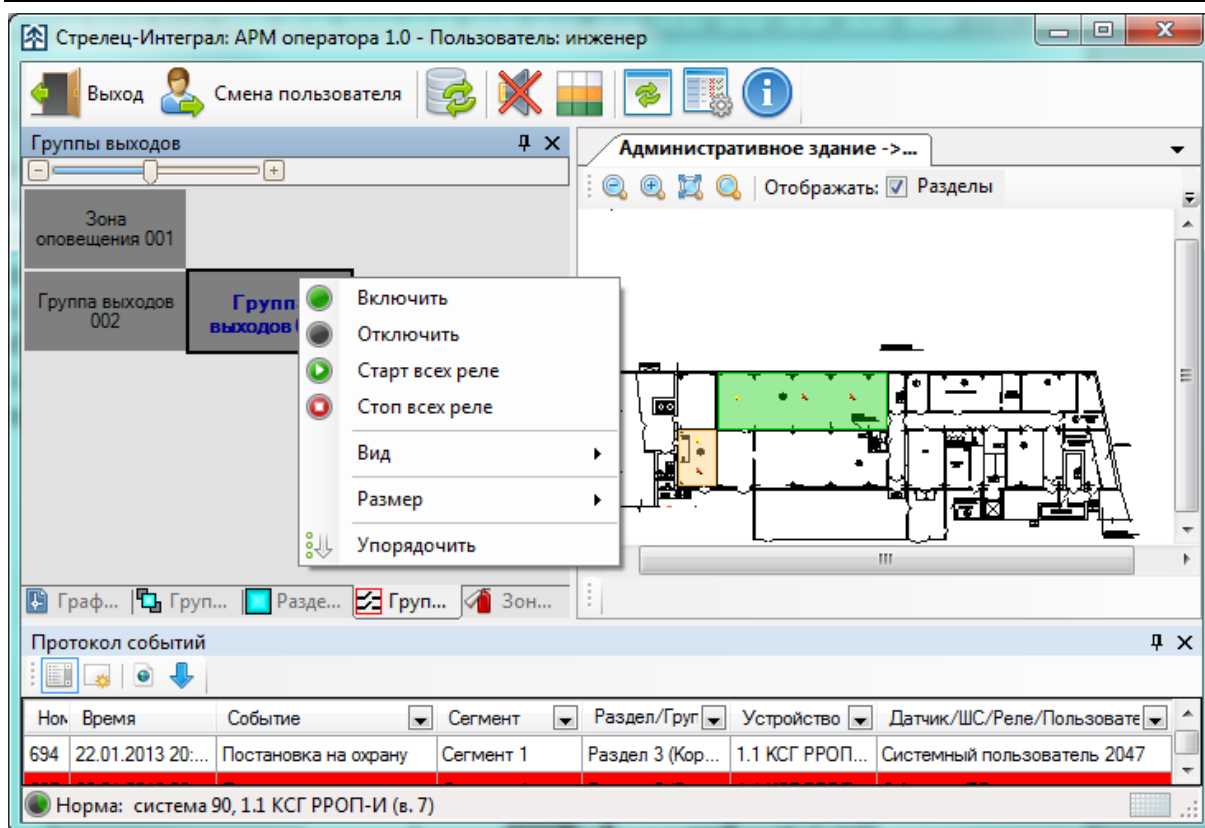 Стрелец-Интеграл: АРМ оператора 1.0 - Пользователь: инженер
Выход Смена пользователя
Группы выходов
Административное здание ->...
Отображать: Разделы
Зона
оповещения 001
Группа выходов
002
Групп
выходов
Включить
Отключить
Старт всех реле
Стоп всех реле
Вид
Размер
Упорядочить
Граф... Груп... Разде... Груп... Зон...
Протокол событий
Ном Время Событие Сегмент Раздел/Груп Устройство Датчик/ШС/Реле/Пользовате
694 22.01.2013 20:... Постановка на охрану Сегмент 1 Раздел 3 (Кор... 1.1 КСГ РРОП... Системный пользователь 2047
Норма: система 90, 1.1 КСГ РРОП-И (в. 7)